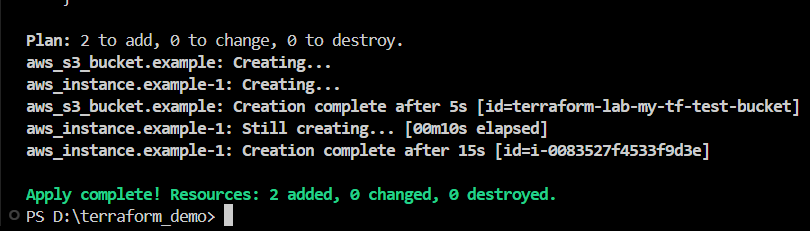 Plan: 2 to add, 0 to change, 0 to destroy.
aws_s3_bucket.example: Creating...
aws_instance.example-1: Creating...
aws_s3_bucket.example: Creation complete after 5s [id=terraform-lab-my-tf-test-bucket]
aws_instance.example-1: Still creating... [00m10s elapsed]
aws_instance.example-1: Creation complete after 15s [id=i-0083527f4533f9d3e]
Apply complete! Resources: 2 added, 0 changed, 0 destroyed.
PS D:\terraform_demo>